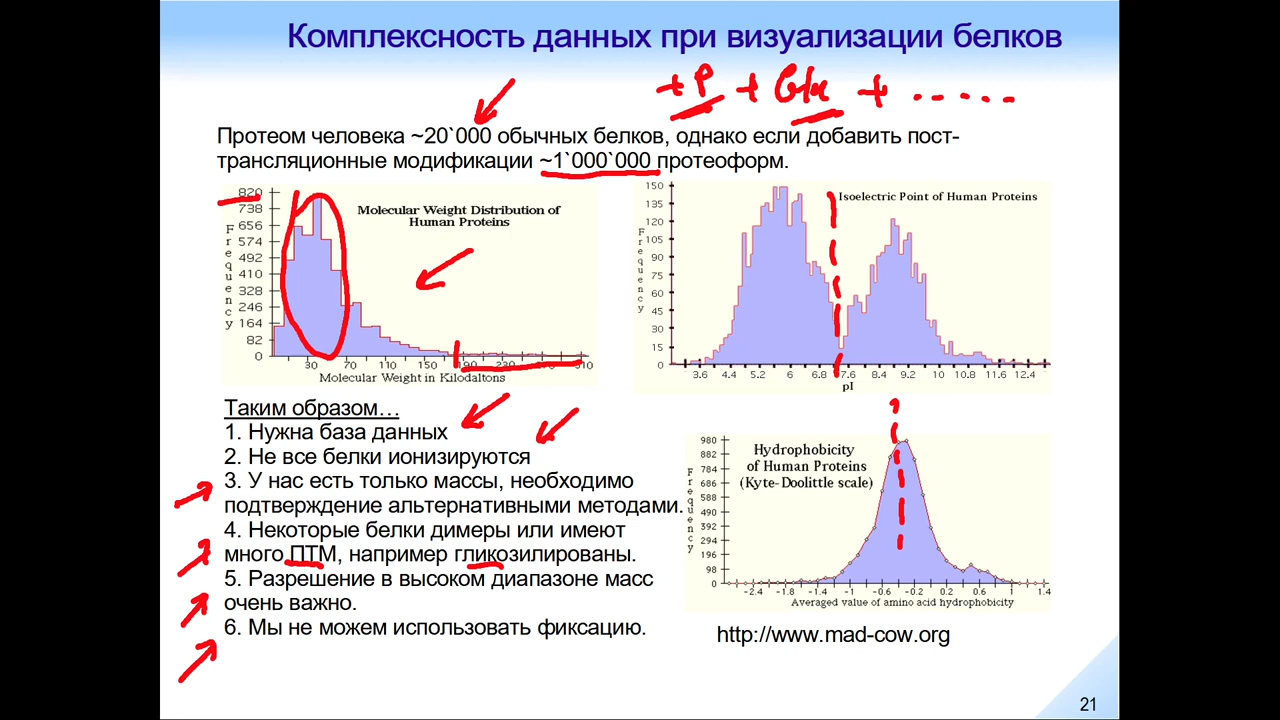 Комплексность данных при визуализации белков
+ P + Glu + .....
Протеом человека ~20`000 обычных белков, однако если добавить пост-
трансляционные модификации ~1`000`000 протеоформ.
820
738
656
574
492
410
328
246
164
82
0
Frequency
Molecular Weight Distribution of
Human Proteins
30 70 110 150 190 230 310
Molecular Weight in Kilodaltons
150
135
120
105
90
75
60
45
30
15
0
Frequency
Isoelectric Point of Human Proteins
3.6 4.4 5.2 6 6.8 7.6 8.4 9.2 10 10.8 11.6 12.4
pI
Таким образом…
1. Нужна база данных
2. Не все белки ионизируются
3. У нас есть только массы, необходимо
подтверждение альтернативными методами.
4. Некоторые белки димеры или имеют
много ПТМ, например гликозилированы.
5. Разрешение в высоком диапазоне масс
очень важно.
6. Мы не можем использовать фиксацию.
980
882
784
686
588
490
392
294
196
98
0
Frequency
Hydrophobicity
of Human Proteins
(Kyte-Doolittle scale)
-2.4 -1.8 -1.4 -1 -0.6 -0.2 0.2 0.6 1 1.4
Averaged value of amino acid hydrophobicity
http://www.mad-cow.org
21